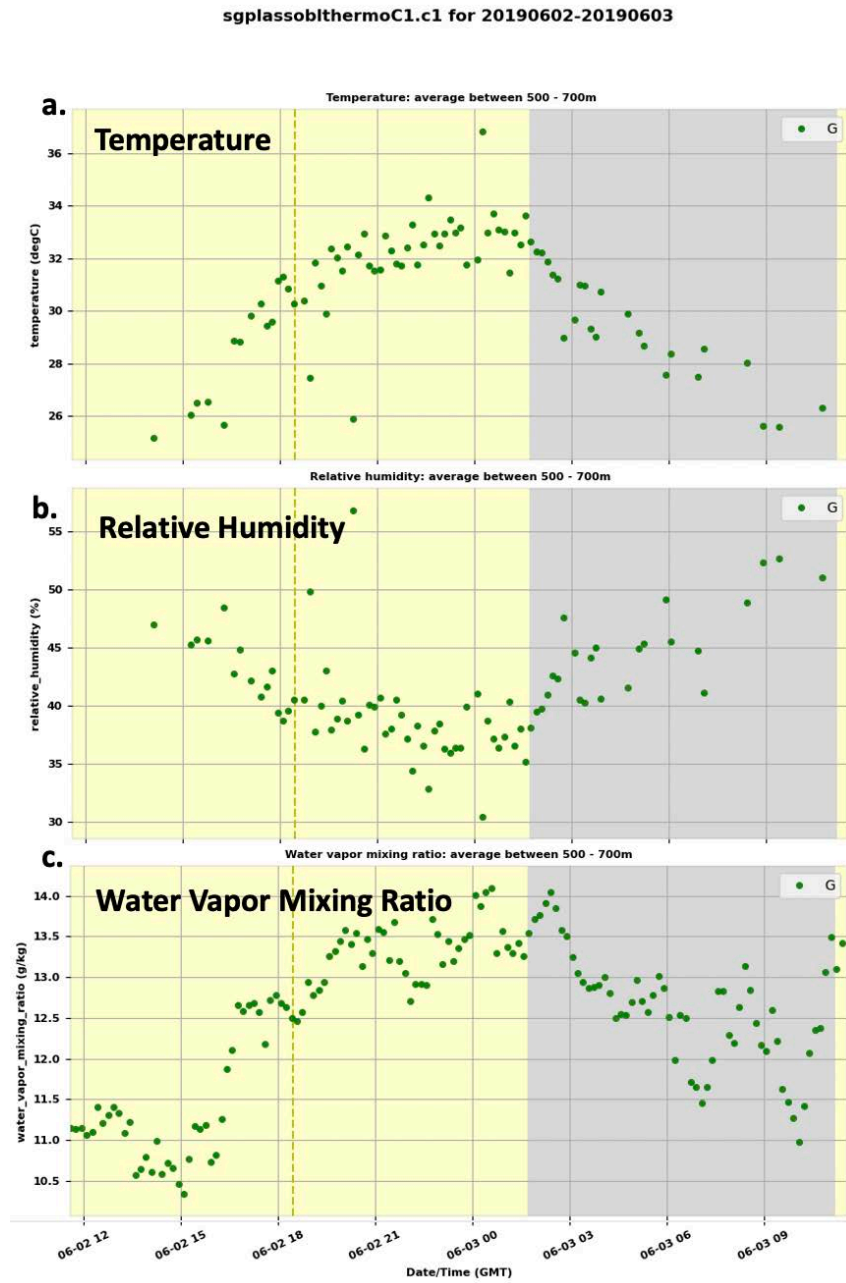 sgplassoblthermoC1.c1 for 20190602-20190603
a.
Temperature: average between 500 - 700m
Temperature
G
36
34
32
30
28
26
temperature (degC)
b.
Relative humidity: average between 500 - 700m
Relative Humidity
G
55
50
45
40
35
30
relative_humidity (%)
c.
Water vapor mixing ratio: average between 500 - 700m
Water Vapor Mixing Ratio
G
14.0
13.5
13.0
12.5
12.0
11.5
11.0
10.5
water_vapor_mixing_ratio (g/kg)
06-02 12
06-02 15
06-02 18
06-02 21
06-03 00
06-03 03
06-03 06
06-03 09
Date/Time (GMT)